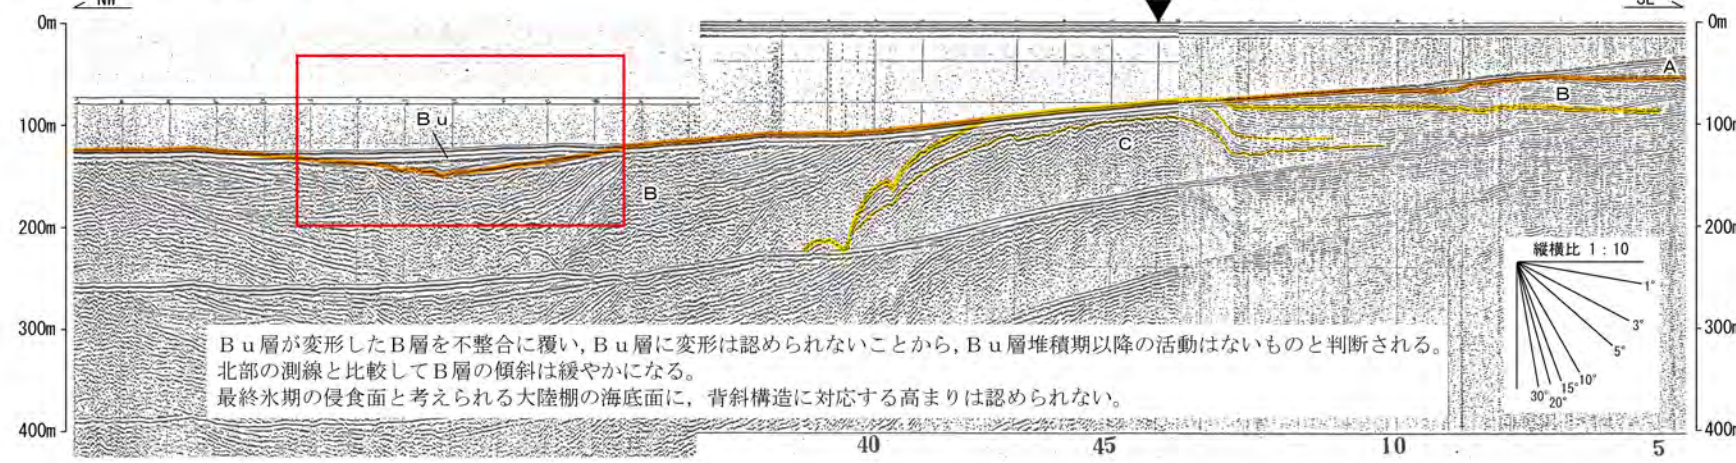 NW
SE
0m
0m
100m
100m
200m
200m
300m
300m
400m
400m
Bu
B
C
A
B
縦横比 1:10
1°
3°
5°
10°
15°
20°
30°
Bu層が変形したB層を不整合に覆い, Bu層に変形は認められないことから, Bu層堆積期以降の活動はないものと判断される。
北部の測線と比較してB層の傾斜は緩やかになる。
最終氷期の侵食面と考えられる大陸棚の海底面に, 背斜構造に対応する高まりは認められない。
40
45
10
5